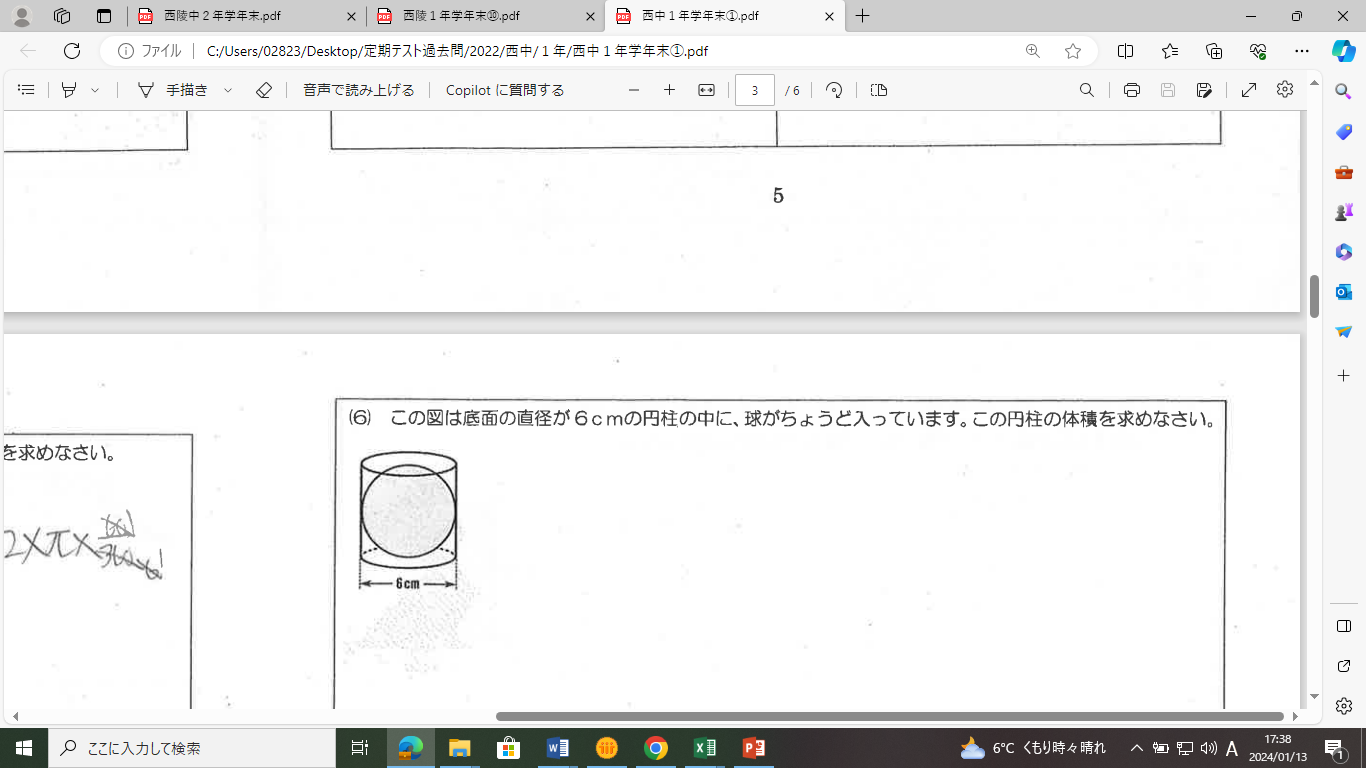 西陵中２年学年末.pdf
西陵１年学年末⑩.pdf
西中１年学年末①.pdf
ファイル
C:/Users/02823/Desktop/定期テスト過去問/2022/西中/１年/西中１年学年末①.pdf
手描き
音声で読み上げる
Copilot に質問する
3
/ 6
5
を求めなさい。
(6) この図は底面の直径が６ｃｍの円柱の中に、球がちょうど入っています。この円柱の体積を求めなさい。
2×π×
6cm
ここに入力して検索
6°C くもり時々晴れ
A
17:38
2024/01/13
1